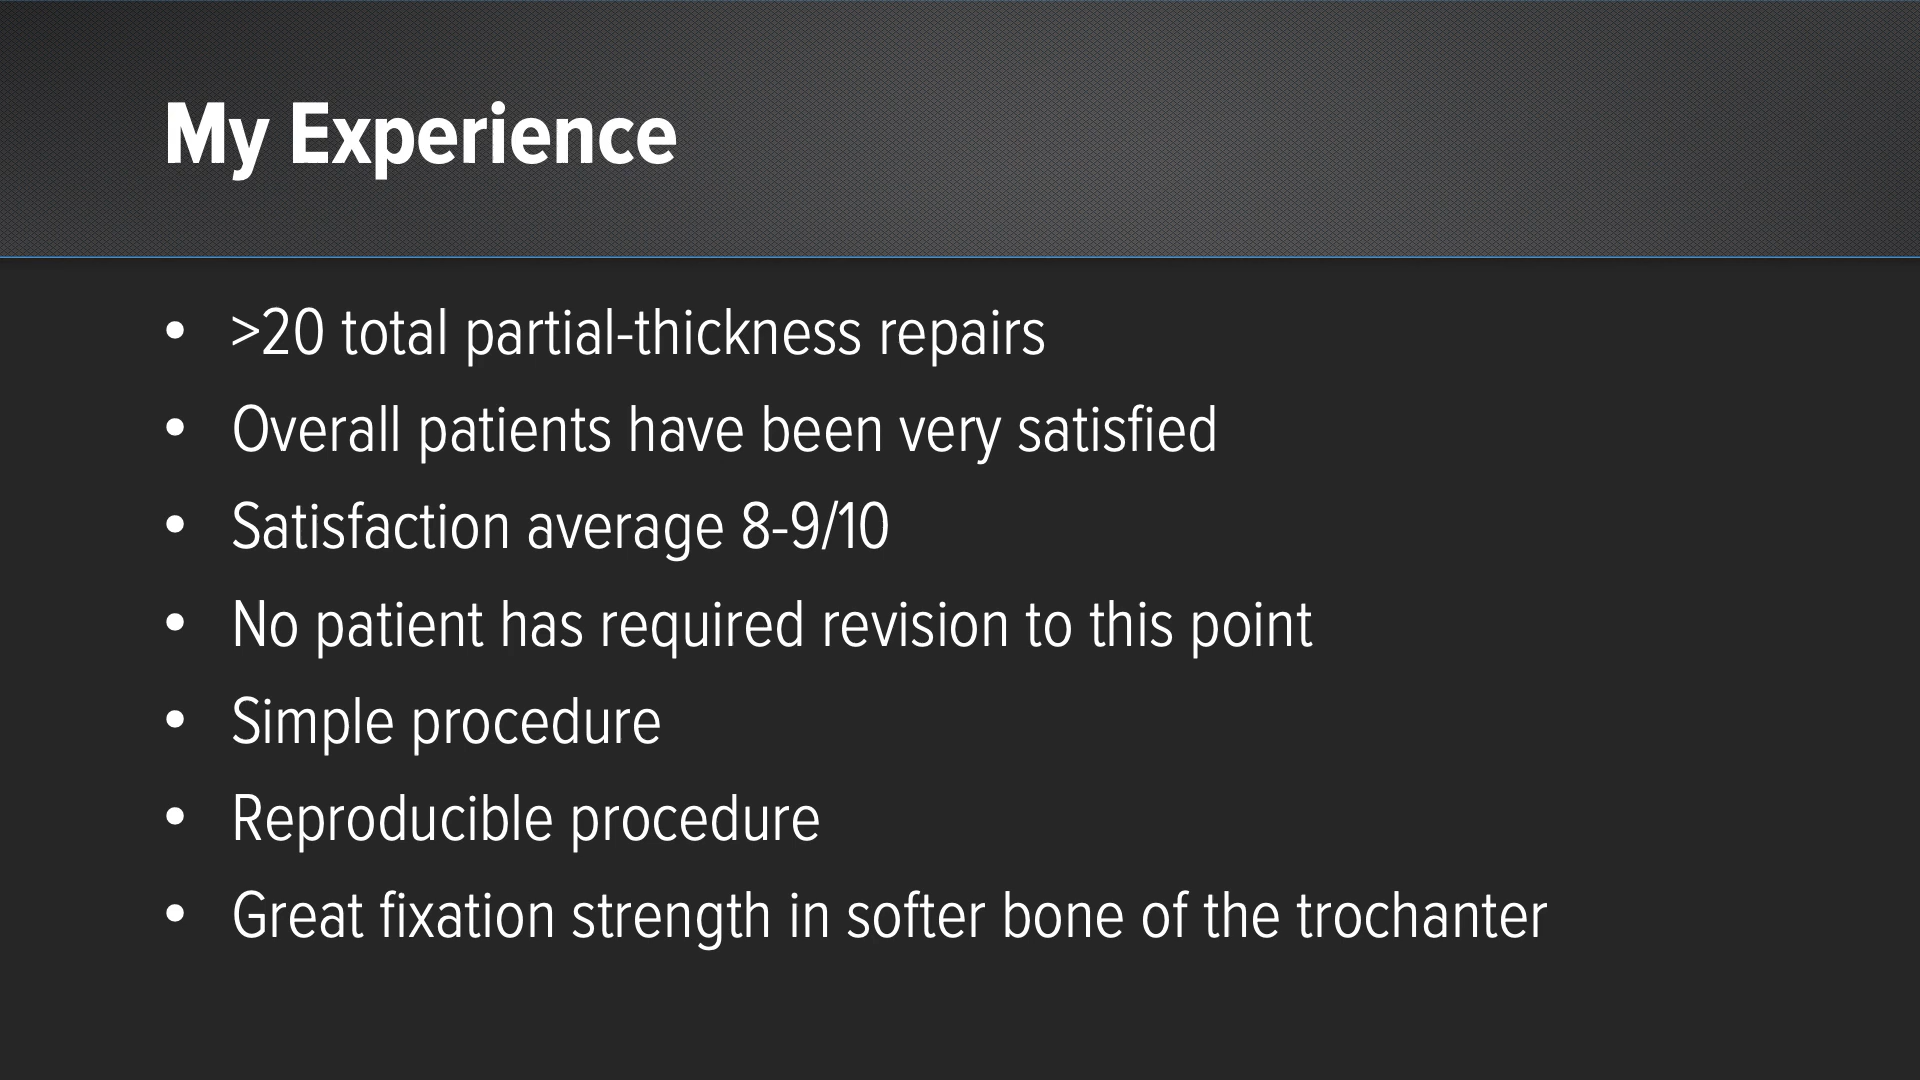 My Experience
• >20 total partial-thickness repairs
• Overall patients have been very satisfied
• Satisfaction average 8-9/10
• No patient has required revision to this point
• Simple procedure
• Reproducible procedure
• Great fixation strength in softer bone of the trochanter